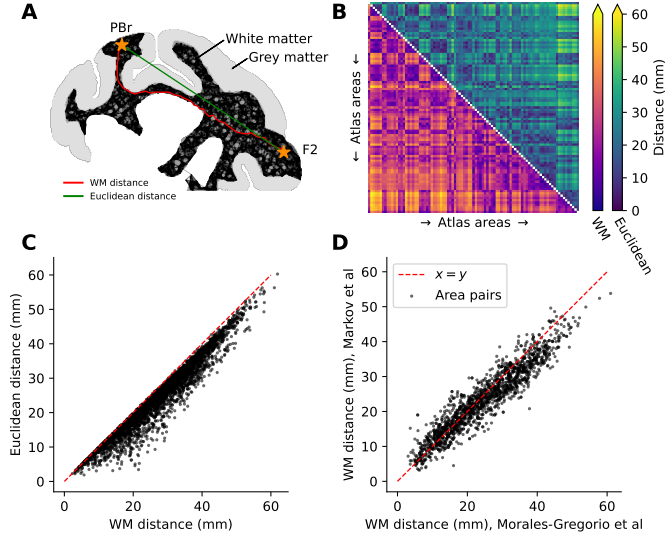 A
PBr
White matter
Grey matter
F2
WM distance
Euclidean distance
B
← Atlas areas ←
→ Atlas areas →
60
50
40
30
20
10
0
Distance (mm)
WM
Euclidean
C
Euclidean distance (mm)
60
50
40
30
20
10
0
0
20
40
60
WM distance (mm)
D
WM distance (mm), Markov et al
60
50
40
30
20
10
0
x = y
Area pairs
0
20
40
60
WM distance (mm), Morales-Gregorio et al